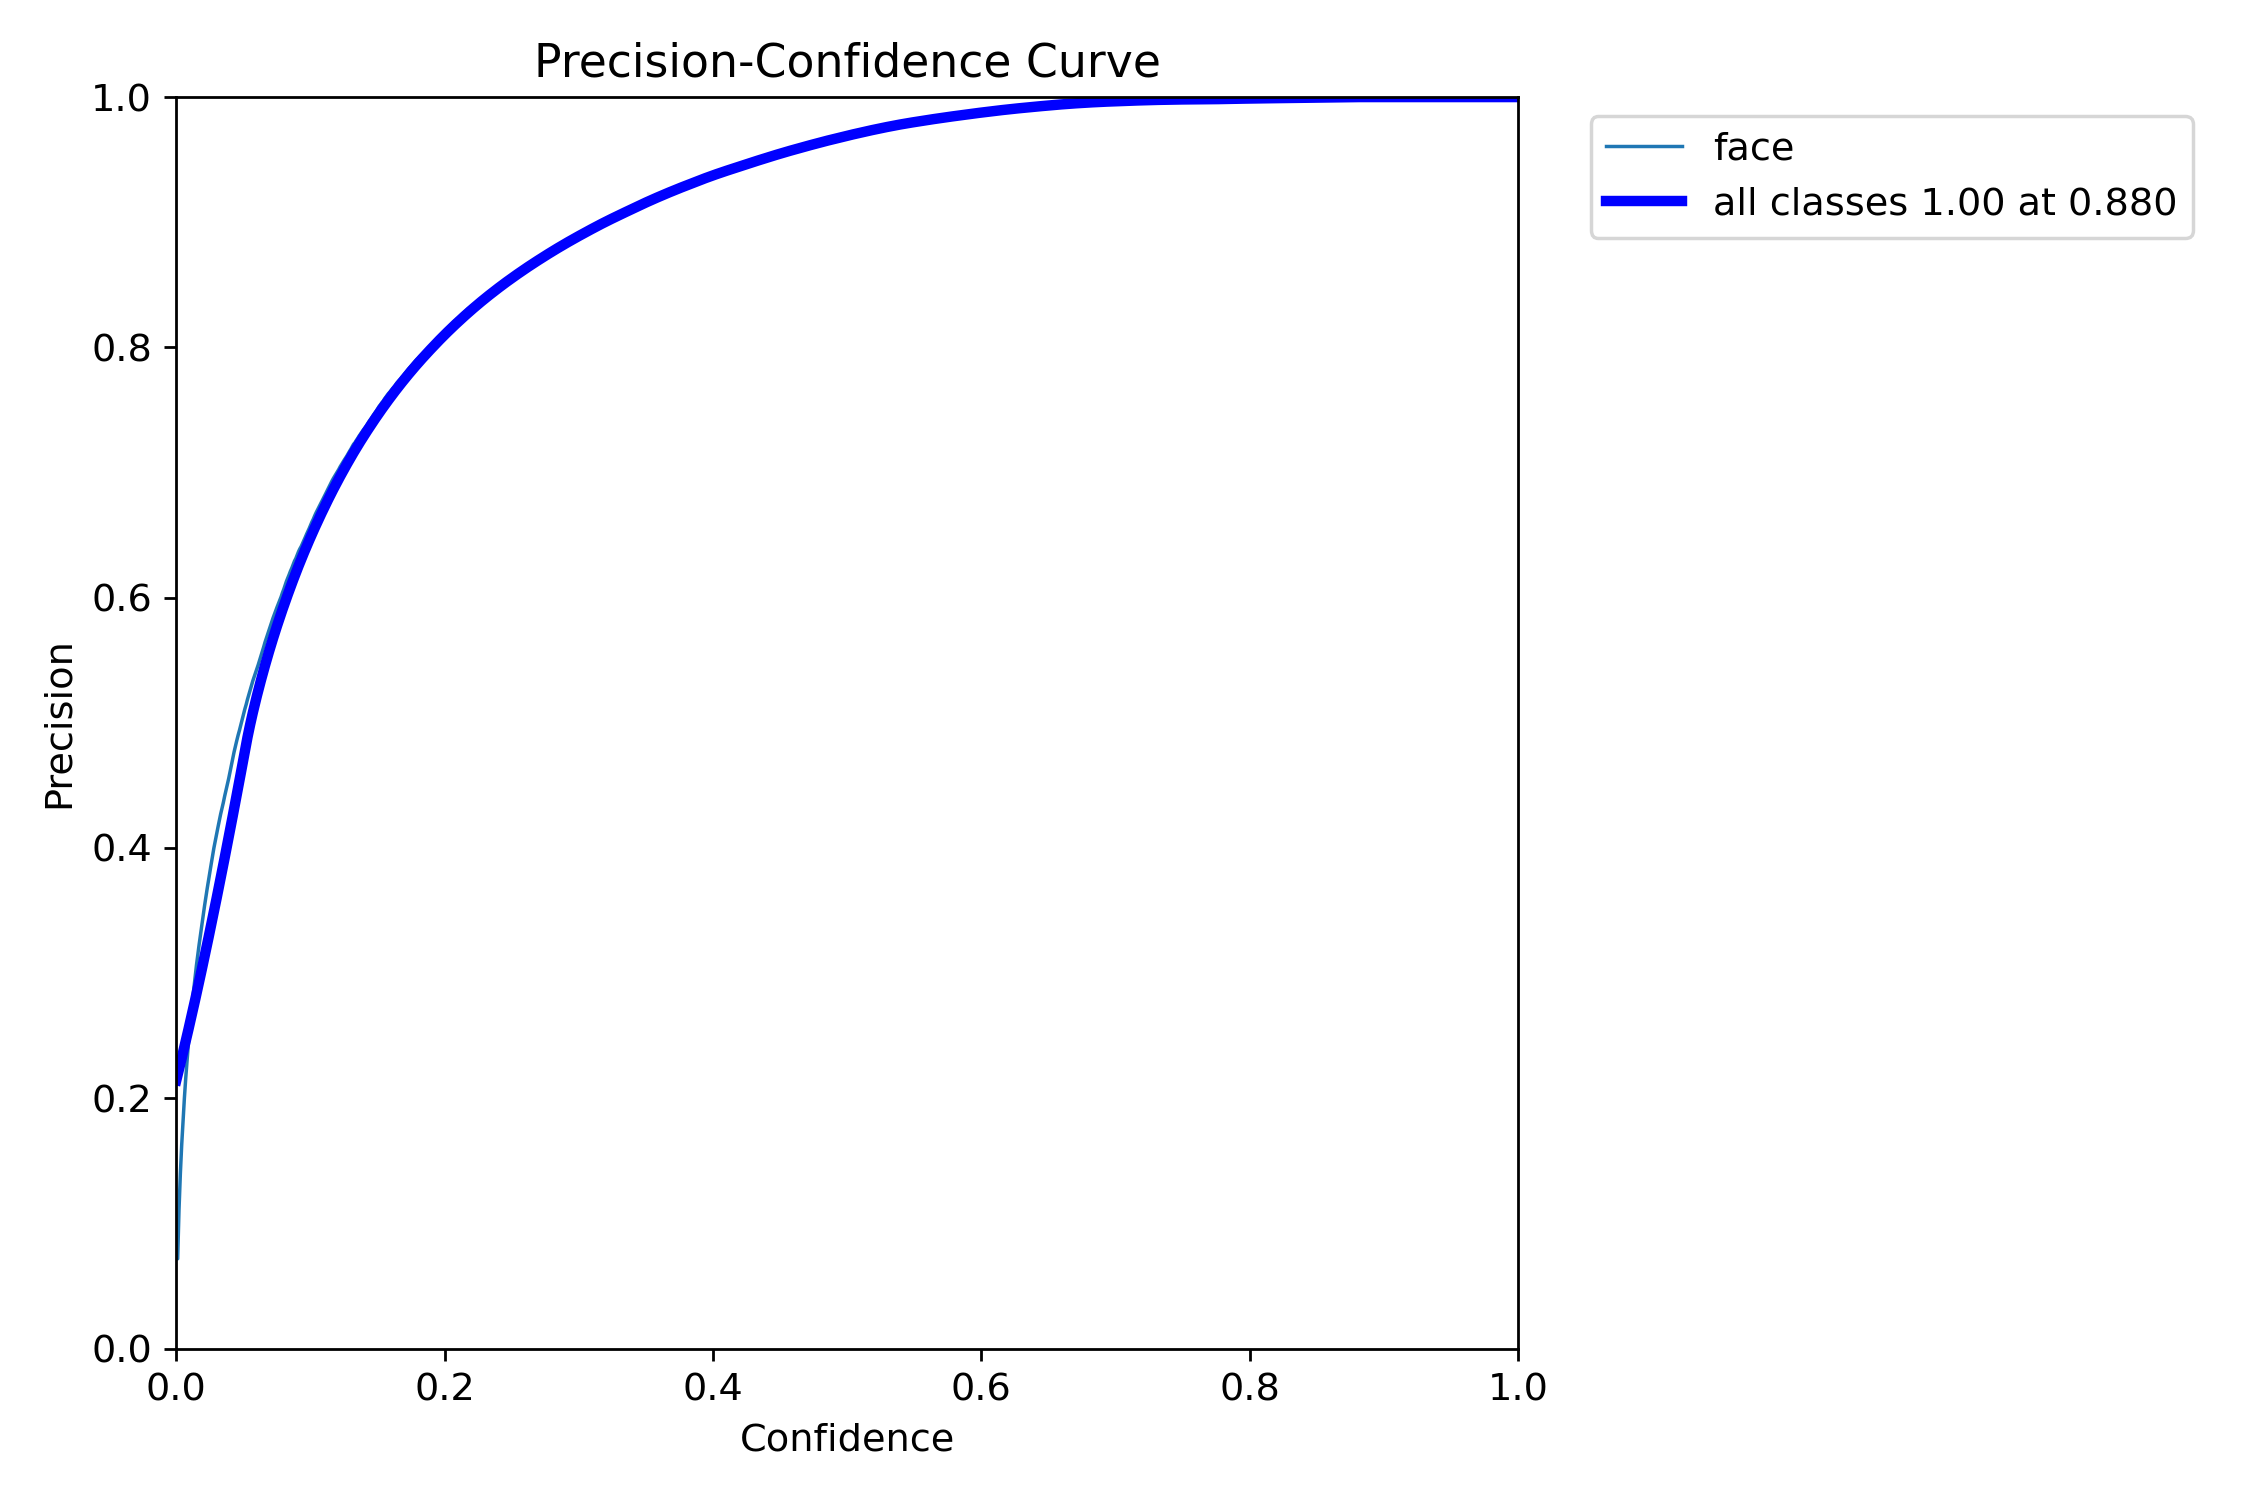 Precision-Confidence Curve
1.0
0.8
0.6
0.4
0.2
0.0
Precision
0.0 0.2 0.4 0.6 0.8 1.0
Confidence
face
all classes 1.00 at 0.880